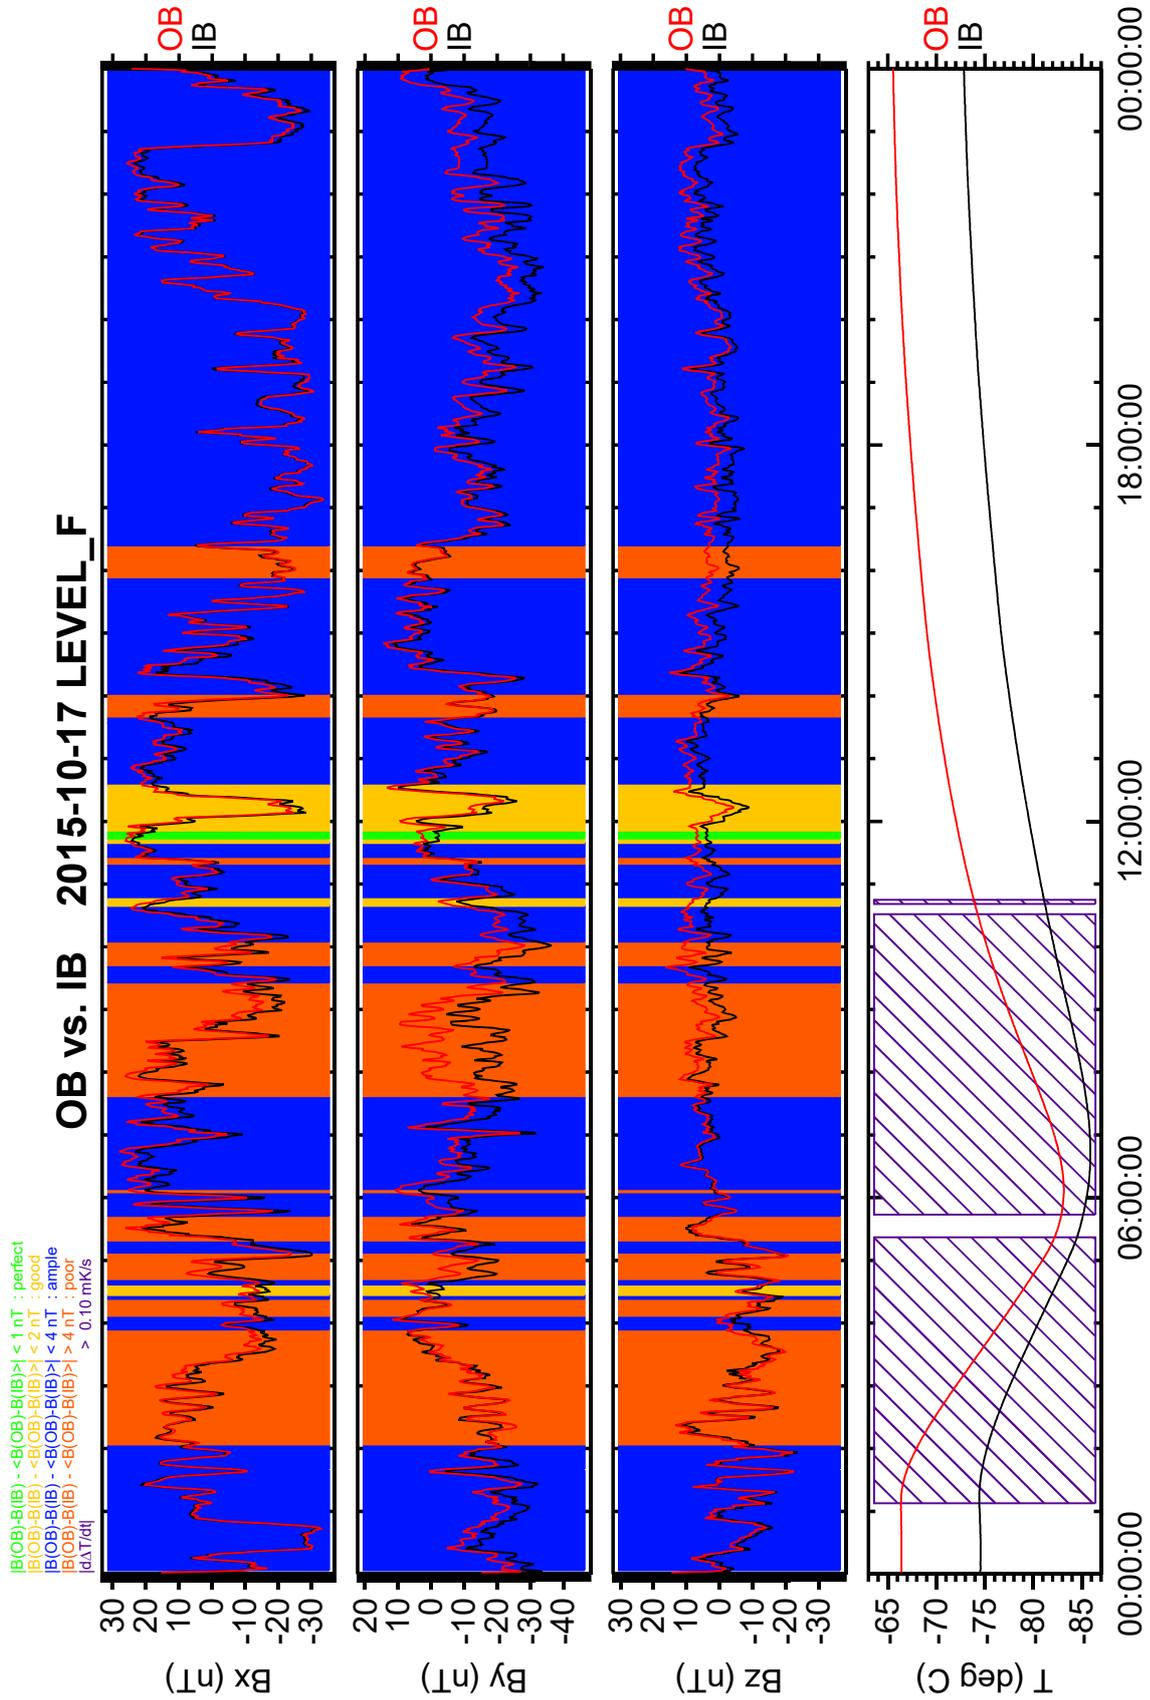 OB vs. IB 2015-10-17 LEVEL_F
|B(OB)-B(IB) - <B(OB)-B(IB)>| < 1 nT : perfect
|B(OB)-B(IB) - <B(OB)-B(IB)>| < 2 nT : good
|B(OB)-B(IB) - <B(OB)-B(IB)>| < 4 nT : ample
|B(OB)-B(IB) - <B(OB)-B(IB)>| > 4 nT : poor
|dΔT/dt| > 0.10 mK/s
Bx (nT)
30
20
10
0
-10
-20
-30
OB
IB
By (nT)
20
10
0
-10
-20
-30
-40
OB
IB
Bz (nT)
30
20
10
0
-10
-20
-30
OB
IB
T (deg C)
-65
-70
-75
-80
-85
OB
IB
00:00:00 06:00:00 12:00:00 18:00:00 00:00:00